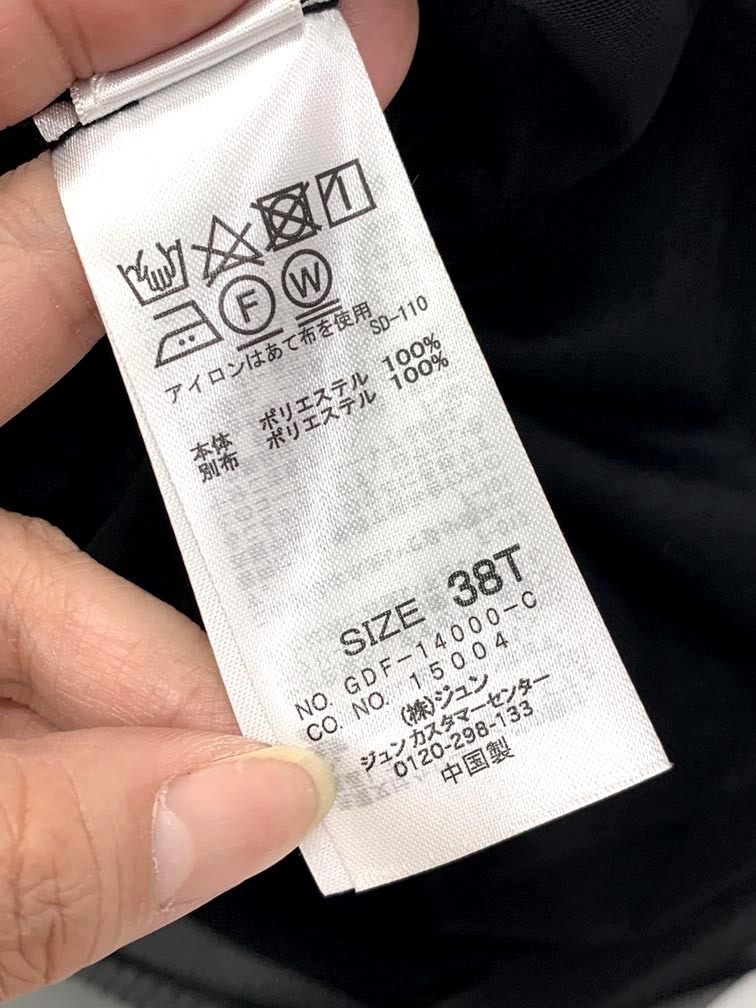 F W
アイロンはあて布を使用
SD-110
本体 ポリエステル 100%
別布 ポリエステル 100%
SIZE 38T
NO. GDF-14000-C
CO. NO. 15004
(株)ジュン
ジュンカスタマーセンター
0120-298-133
中国製